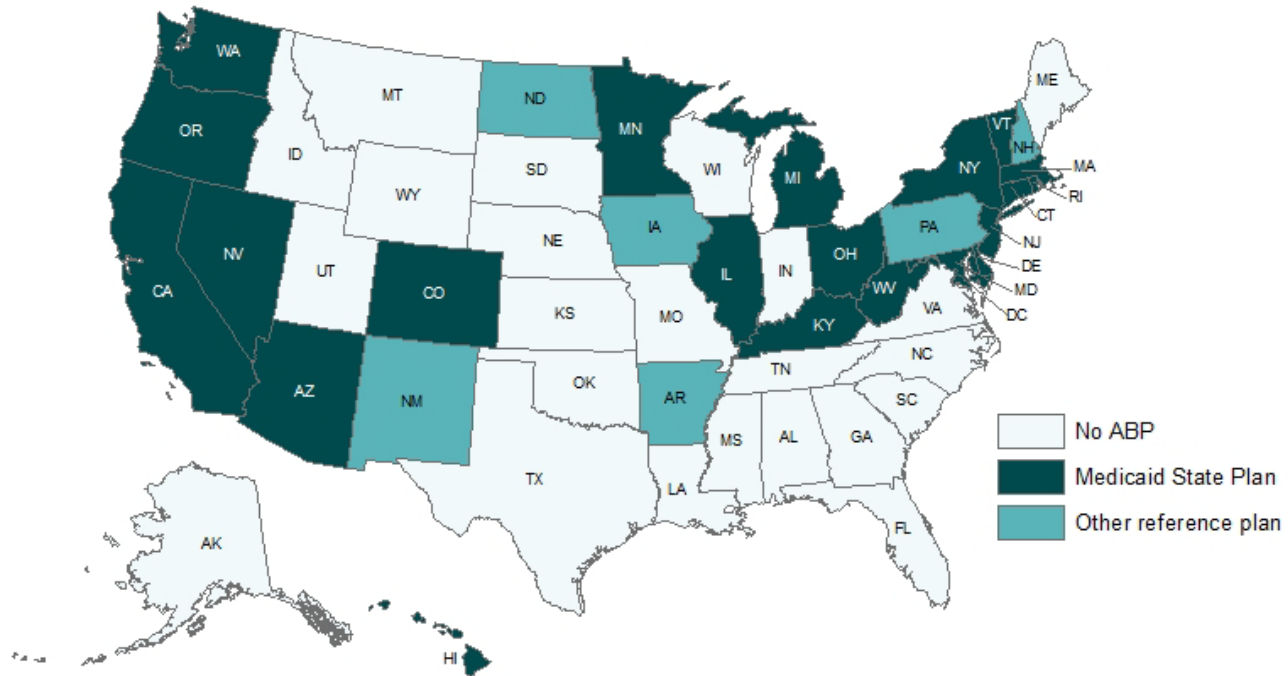 WA
MT
ND
MN
ME
OR
ID
SD
WI
VT
NH
MA
WY
MI
NY
RI
CT
IA
PA
NE
NJ
NV
UT
IL
IN
OH
DE
CA
CO
WV
MD
KS
MO
KY
VA
DC
AZ
NM
OK
AR
TN
NC
SC
MS
AL
GA
No ABP
TX
LA
Medicaid State Plan
FL
Other reference plan
AK
HI